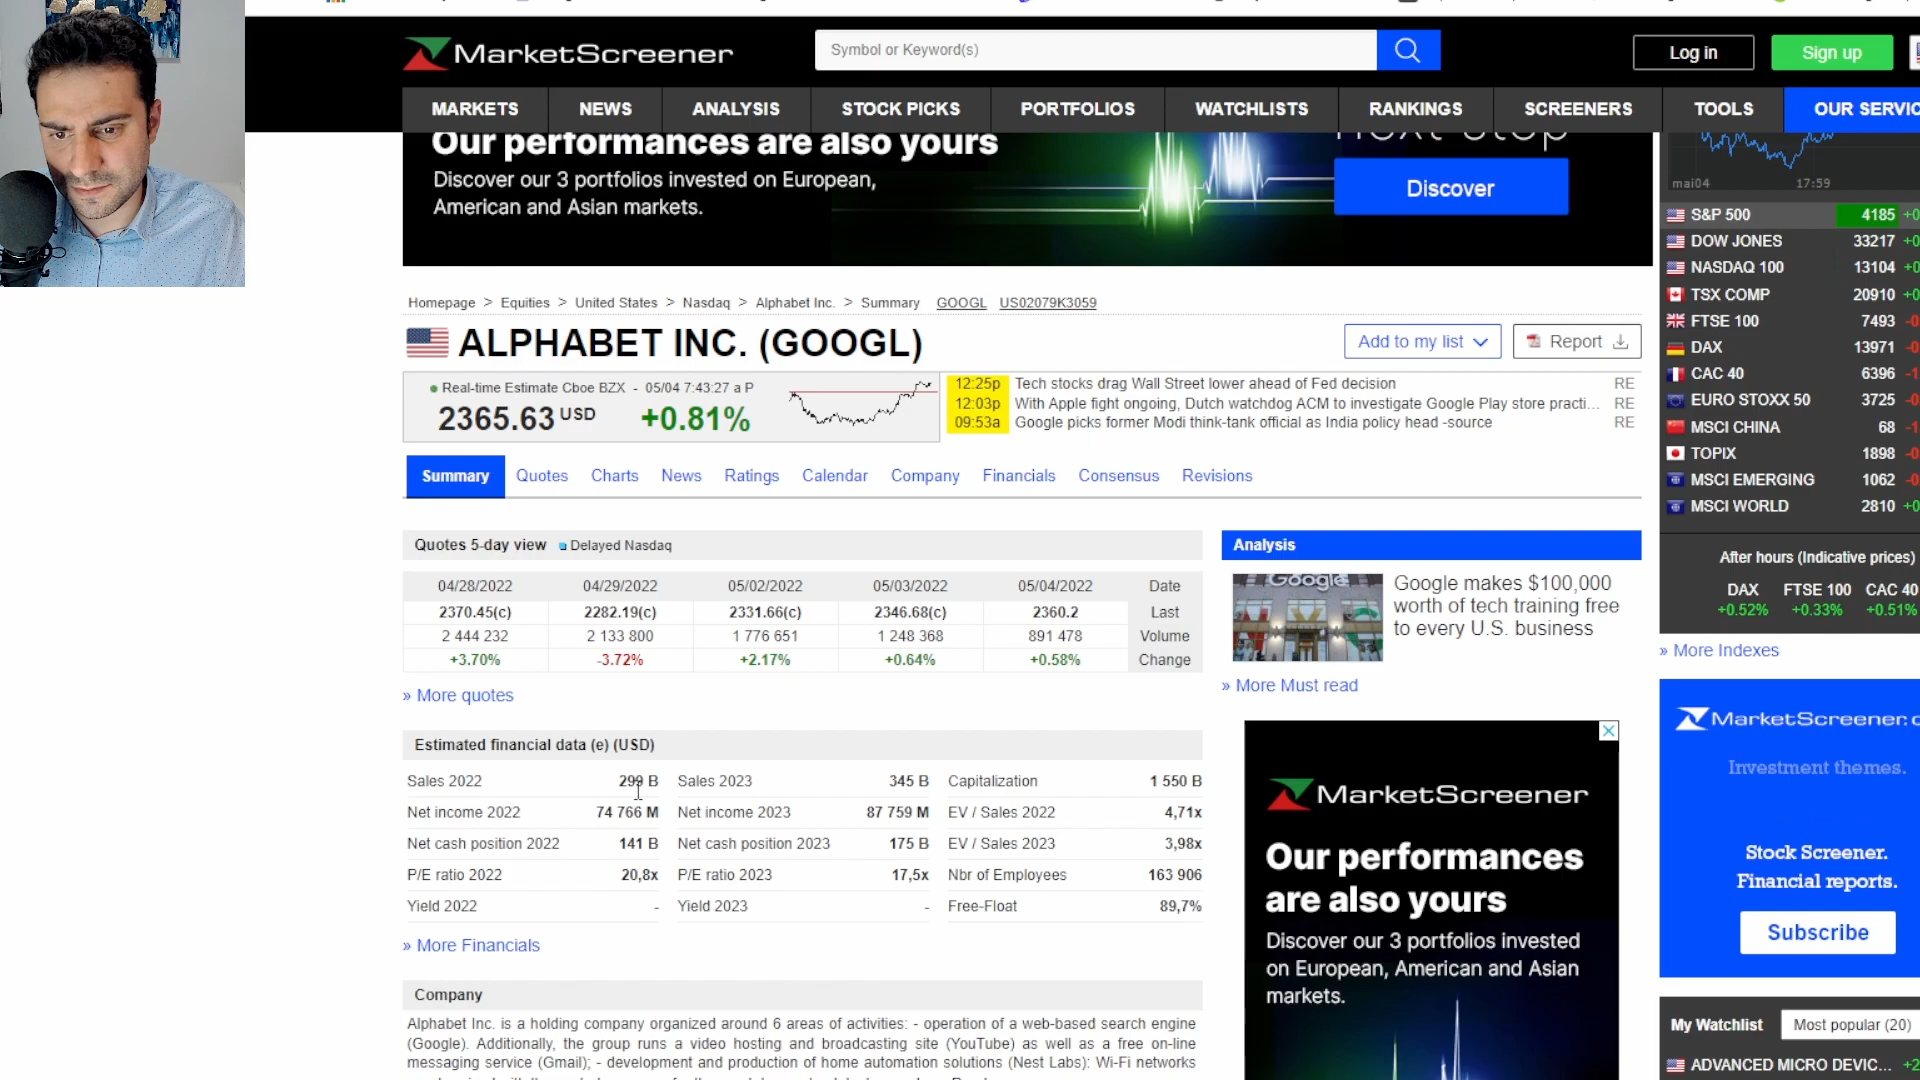 MarketScreener
Symbol or Keyword(s)
Log in
Sign up
MARKETS NEWS ANALYSIS STOCK PICKS PORTFOLIOS WATCHLISTS RANKINGS SCREENERS TOOLS OUR SERVIC
Our performances are also yours
next stop
Discover our 3 portfolios invested on European,
American and Asian markets.
Discover
mai04 17:59
S&P 500 4185 +0
DOW JONES 33217 +0
NASDAQ 100 13104 +0
TSX COMP 20910 +0
FTSE 100 7493 -0
DAX 13971 -0
CAC 40 6396 -1
EURO STOXX 50 3725 -0
MSCI CHINA 68 -1
TOPIX 1898 -0
MSCI EMERGING 1062 -0
MSCI WORLD 2810 +0
After hours (Indicative prices)
DAX FTSE 100 CAC 40
+0.52% +0.33% +0.51%
» More Indexes
Homepage > Equities > United States > Nasdaq > Alphabet Inc. > Summary GOOGL US02079K3059
ALPHABET INC. (GOOGL)
Add to my list
Report
Real-time Estimate Cboe BZX - 05/04 7:43:27 a P
2365.63 USD +0.81%
12:25p Tech stocks drag Wall Street lower ahead of Fed decision RE
12:03p With Apple fight ongoing, Dutch watchdog ACM to investigate Google Play store practi... RE
09:53a Google picks former Modi think-tank official as India policy head -source RE
Summary Quotes Charts News Ratings Calendar Company Financials Consensus Revisions
Quotes 5-day view Delayed Nasdaq
04/28/2022 04/29/2022 05/02/2022 05/03/2022 05/04/2022 Date
2370.45(c) 2282.19(c) 2331.66(c) 2346.68(c) 2360.2 Last
2 444 232 2 133 800 1 776 651 1 248 368 891 478 Volume
+3.70% -3.72% +2.17% +0.64% +0.58% Change
» More quotes
Analysis
Google
Google makes $100,000
worth of tech training free
to every U.S. business
» More Must read
Estimated financial data (e) (USD)
Sales 2022 299 B Sales 2023 345 B Capitalization 1 550 B
Net income 2022 74 766 M Net income 2023 87 759 M EV / Sales 2022 4,71x
Net cash position 2022 141 B Net cash position 2023 175 B EV / Sales 2023 3,98x
P/E ratio 2022 20,8x P/E ratio 2023 17,5x Nbr of Employees 163 906
Yield 2022 - Yield 2023 - Free-Float 89,7%
» More Financials
Company
Alphabet Inc. is a holding company organized around 6 areas of activities: - operation of a web-based search engine
(Google). Additionally, the group runs a video hosting and broadcasting site (YouTube) as well as a free on-line
messaging service (Gmail); - development and production of home automation solutions (Nest Labs): Wi-Fi networks
MarketScreener
Our performances
are also yours
Discover our 3 portfolios invested
on European, American and Asian
markets.
MarketScreener.c
Investment themes.
Stock Screener.
Financial reports.
Subscribe
My Watchlist Most popular (20)
ADVANCED MICRO DEVIC... +2